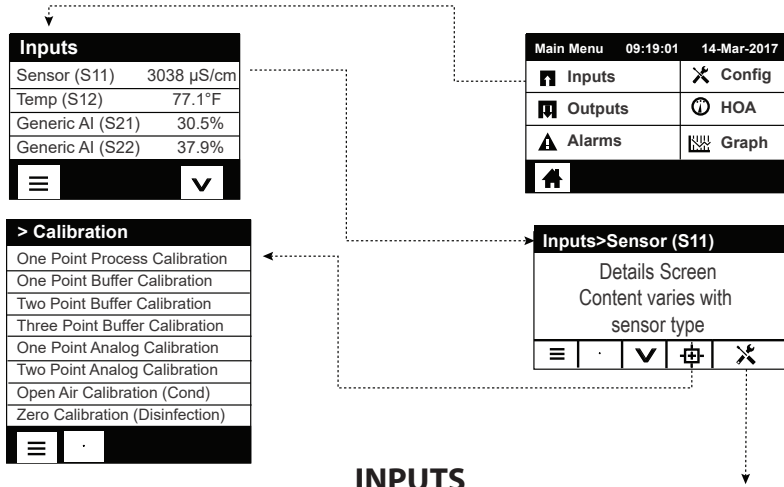 Inputs
Sensor (S11) 3038 µS/cm
Temp (S12) 77.1°F
Generic AI (S21) 30.5%
Generic AI (S22) 37.9%
Main Menu 09:19:01 14-Mar-2017
Inputs Config
Outputs HOA
Alarms Graph
> Calibration
One Point Process Calibration
One Point Buffer Calibration
Two Point Buffer Calibration
Three Point Buffer Calibration
One Point Analog Calibration
Two Point Analog Calibration
Open Air Calibration (Cond)
Zero Calibration (Disinfection)
Inputs>Sensor (S11)
Details Screen
Content varies with
sensor type
INPUTS